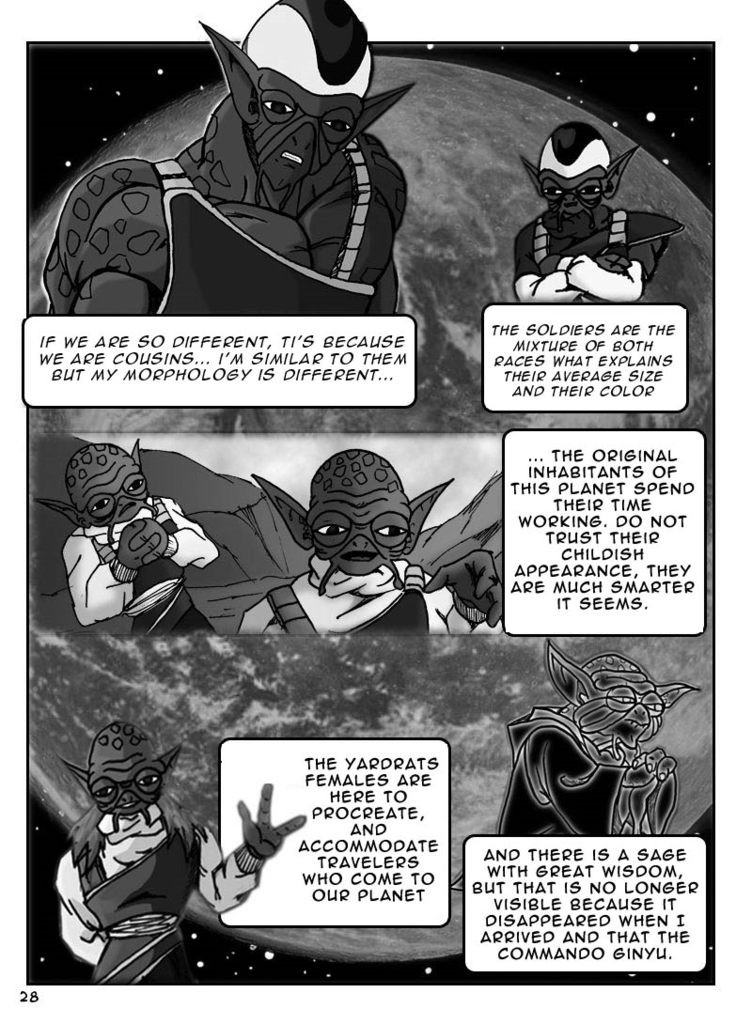 IF WE ARE SO DIFFERENT, TI'S BECAUSE
WE ARE COUSINS... I'M SIMILAR TO THEM
BUT MY MORPHOLOGY IS DIFFERENT...
THE SOLDIERS ARE THE
MIXTURE OF BOTH
RACES WHAT EXPLAINS
THEIR AVERAGE SIZE
AND THEIR COLOR
... THE ORIGINAL
INHABITANTS OF
THIS PLANET SPEND
THEIR TIME
WORKING. DO NOT
TRUST THEIR
CHILDISH
APPEARANCE, THEY
ARE MUCH SMARTER
IT SEEMS.
THE YARDRATS
FEMALES ARE
HERE TO
PROCREATE,
AND
ACCOMMODATE
TRAVELERS
WHO COME TO
OUR PLANET
AND THERE IS A SAGE
WITH GREAT WISDOM,
BUT THAT IS NO LONGER
VISIBLE BECAUSE IT
DISAPPEARED WHEN I
ARRIVED AND THAT THE
COMMANDO GINYU.
28